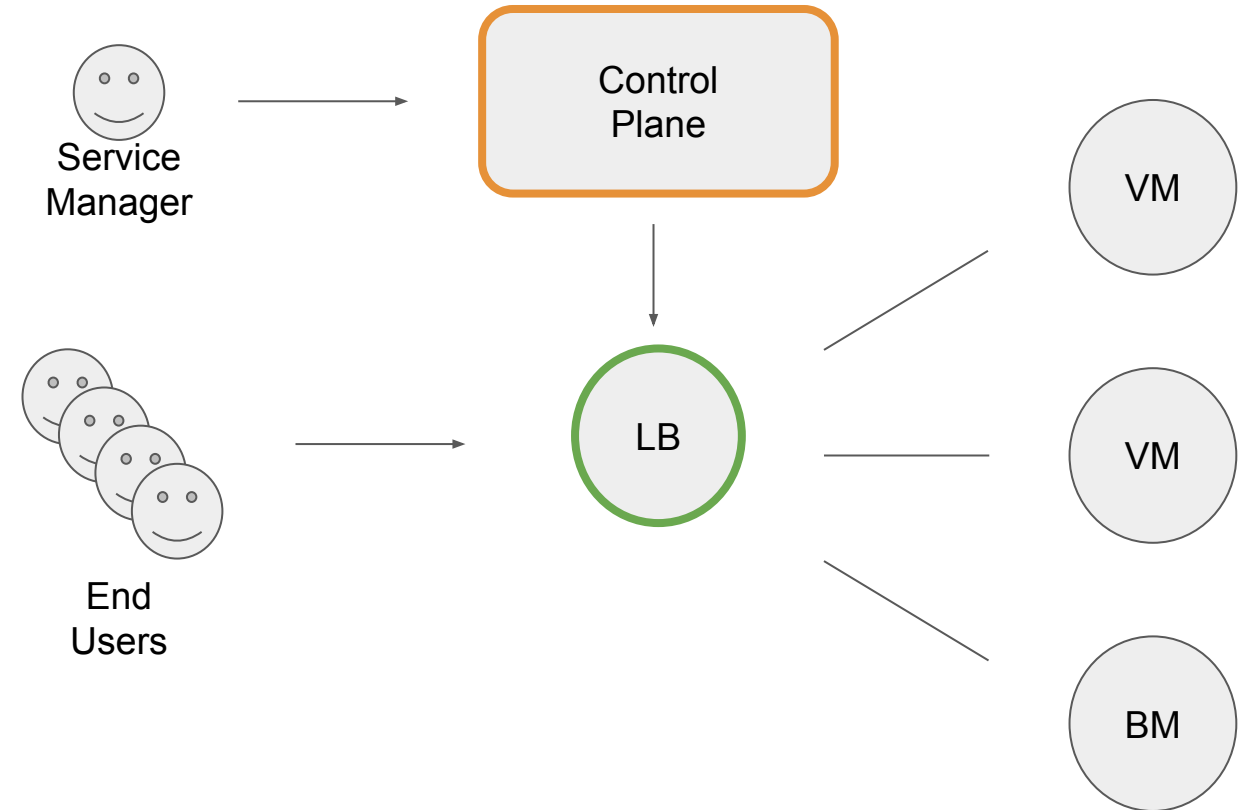 Service
Manager
Control
Plane
VM
End
Users
LB
VM
BM